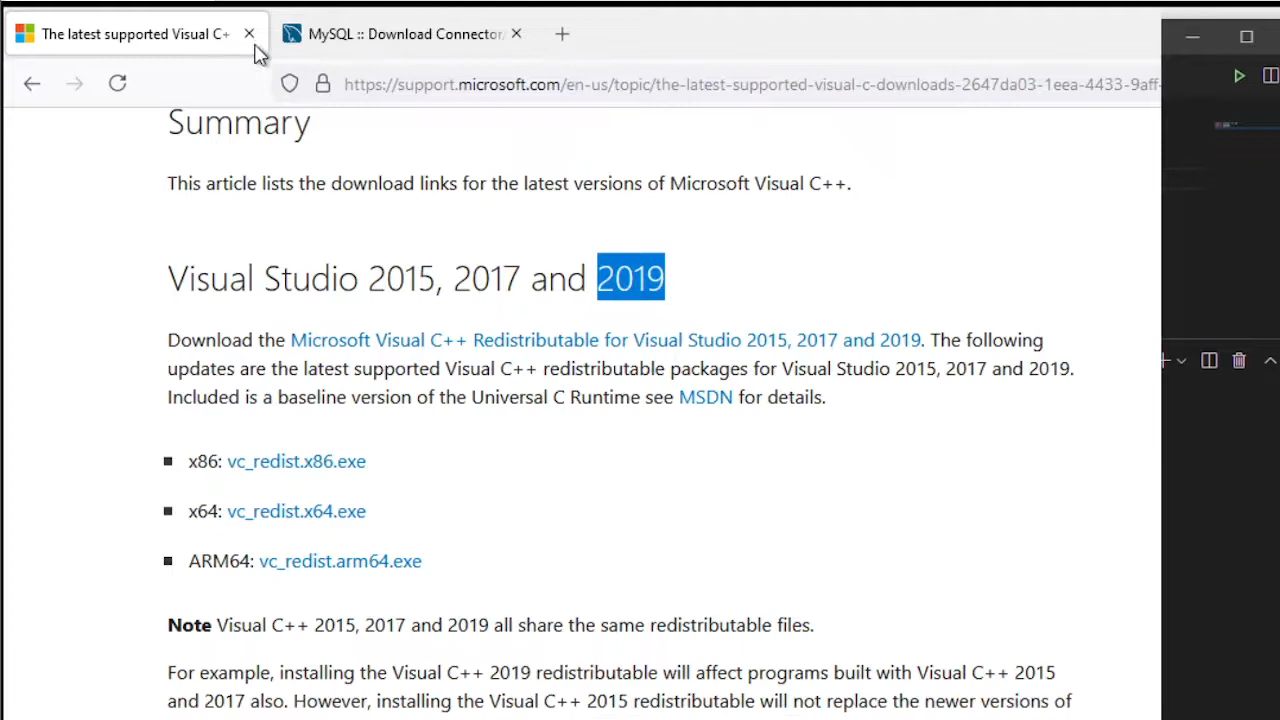 The latest supported Visual C+
MySQL :: Download Connector/
https://support.microsoft.com/en-us/topic/the-latest-supported-visual-c-downloads-2647da03-1eea-4433-9aff-
Summary
This article lists the download links for the latest versions of Microsoft Visual C++.
Visual Studio 2015, 2017 and 2019
Download the Microsoft Visual C++ Redistributable for Visual Studio 2015, 2017 and 2019. The following
updates are the latest supported Visual C++ redistributable packages for Visual Studio 2015, 2017 and 2019.
Included is a baseline version of the Universal C Runtime see MSDN for details.
x86: vc_redist.x86.exe
x64: vc_redist.x64.exe
ARM64: vc_redist.arm64.exe
Note Visual C++ 2015, 2017 and 2019 all share the same redistributable files.
For example, installing the Visual C++ 2019 redistributable will affect programs built with Visual C++ 2015
and 2017 also. However, installing the Visual C++ 2015 redistributable will not replace the newer versions of